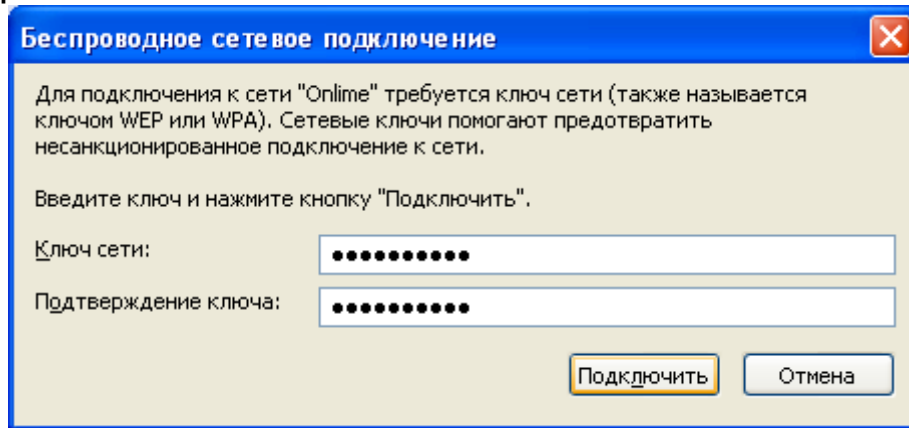 Беспроводное сетевое подключение
Для подключения к сети "Onlime" требуется ключ сети (также называется
ключом WEP или WPA). Сетевые ключи помогают предотвратить
несанкционированное подключение к сети.
Введите ключ и нажмите кнопку "Подключить".
Ключ сети: ●●●●●●●●●●
Подтверждение ключа: ●●●●●●●●●●
Подключить Отмена